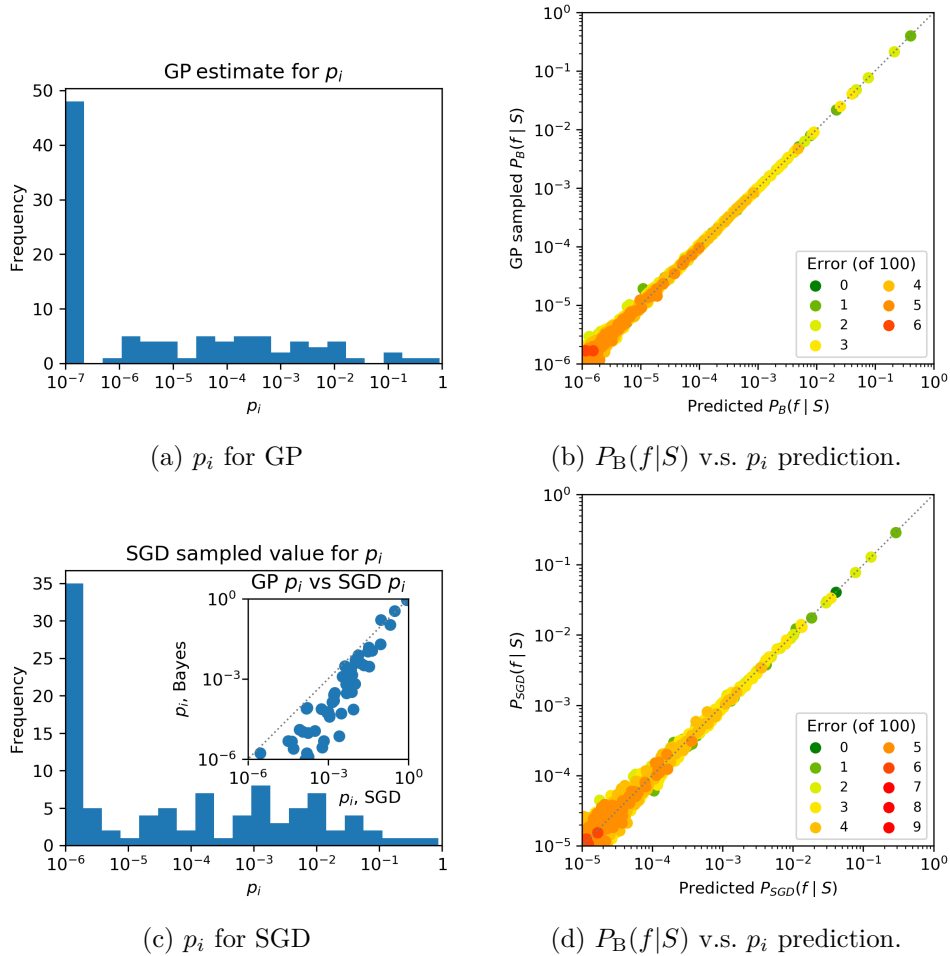 GP estimate for p_i
50
40
30
20
10
0
Frequency
10^-7 10^-6 10^-5 10^-4 10^-3 10^-2 10^-1 1
p_i
(a) p_i for GP
10^0
10^-1
10^-2
10^-3
10^-4
10^-5
10^-6
GP sampled P_B(f | S)
Error (of 100)
0 4
1 5
2 6
3
10^-6 10^-5 10^-4 10^-3 10^-2 10^-1 10^0
Predicted P_B(f | S)
(b) P_B(f|S) v.s. p_i prediction.
SGD sampled value for p_i
35
30
25
20
15
10
5
0
Frequency
GP p_i vs SGD p_i
10^0
10^-3
10^-6
p_i, Bayes
10^-6 10^-3 10^0
p_i, SGD
10^-6 10^-5 10^-4 10^-3 10^-2 10^-1 1
p_i
(c) p_i for SGD
10^0
10^-1
10^-2
10^-3
10^-4
10^-5
P_SGD(f | S)
Error (of 100)
0 5
1 6
2 7
3 8
4 9
10^-5 10^-4 10^-3 10^-2 10^-1 10^0
Predicted P_SGD(f | S)
(d) P_B(f|S) v.s. p_i prediction.